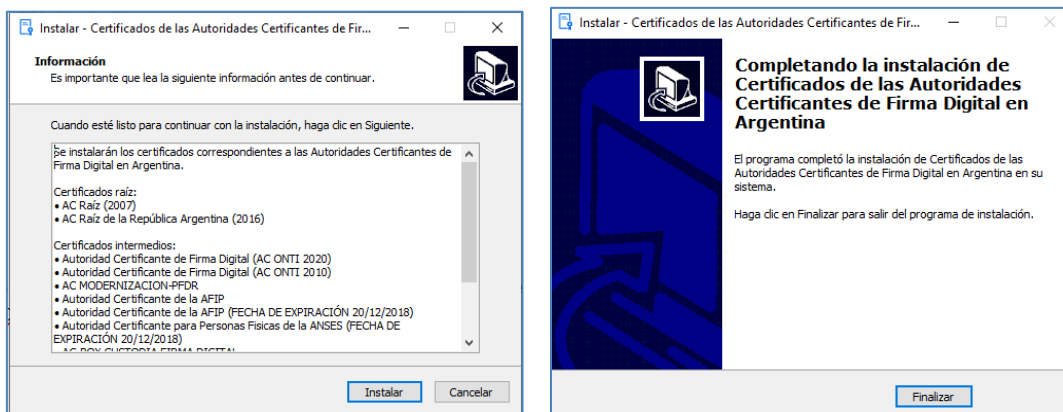 Instalar - Certificados de las Autoridades Certificantes de Fir...
Información
Es importante que lea la siguiente información antes de continuar.
Cuando esté listo para continuar con la instalación, haga clic en Siguiente.
Se instalarán los certificados correspondientes a las Autoridades Certificantes de
Firma Digital en Argentina.
Certificados raíz:
• AC Raíz (2007)
• AC Raíz de la República Argentina (2016)
Certificados intermedios:
• Autoridad Certificante de Firma Digital (AC ONTI 2020)
• Autoridad Certificante de Firma Digital (AC ONTI 2010)
• AC MODERNIZACION-PFDR
• Autoridad Certificante de la AFIP
• Autoridad Certificante de la AFIP (FECHA DE EXPIRACIÓN 20/12/2018)
• Autoridad Certificante para Personas Fisicas de la ANSES (FECHA DE
EXPIRACIÓN 20/12/2018)
• AC BOX CUSTODIA FIRMA DIGITAL
Instalar
Cancelar
Instalar - Certificados de las Autoridades Certificantes de Fir...
Completando la instalación de
Certificados de las Autoridades
Certificantes de Firma Digital en
Argentina
El programa completó la instalación de Certificados de las
Autoridades Certificantes de Firma Digital en Argentina en su
sistema.
Haga clic en Finalizar para salir del programa de instalación.
Finalizar